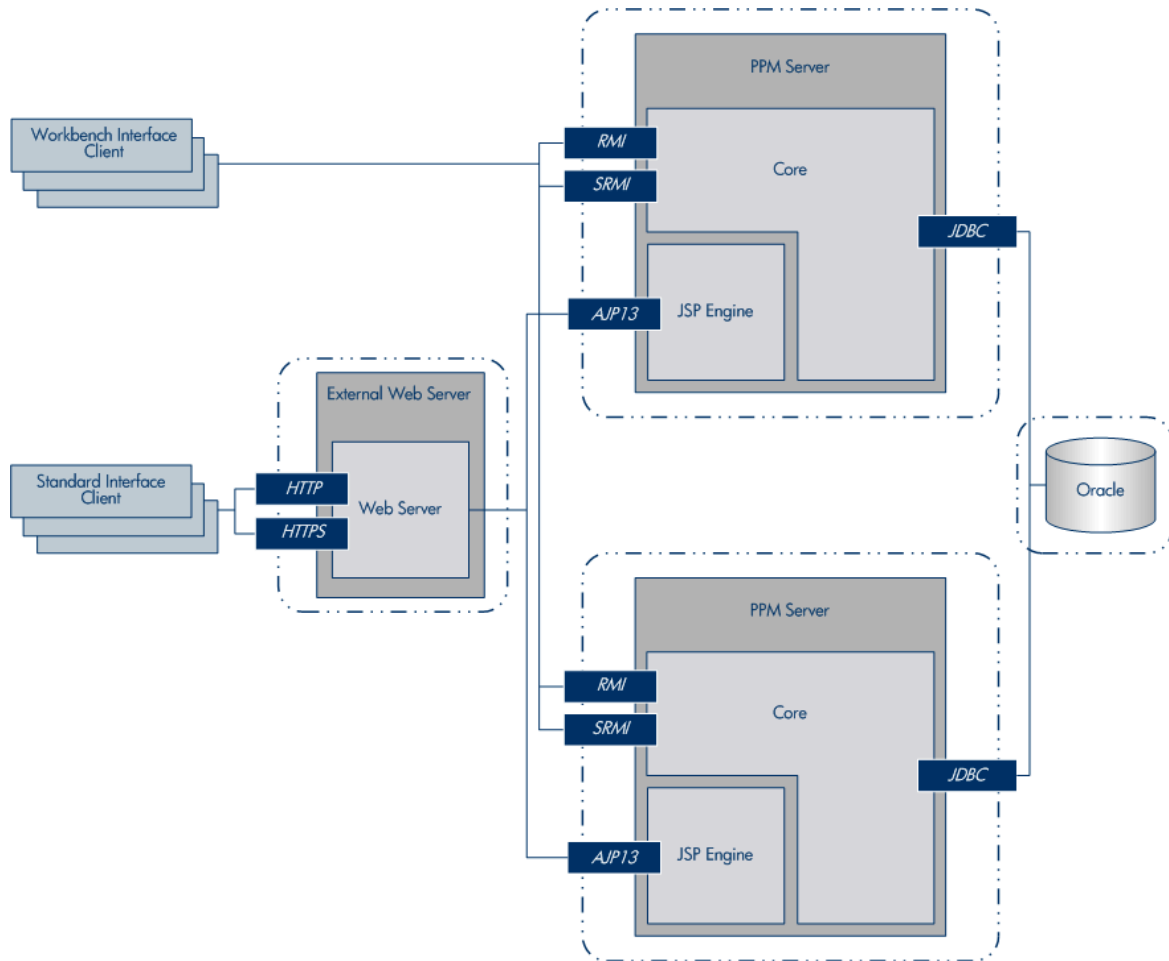 PPM Server
Workbench Interface
Client
RMI
Core
SRMI
JDBC
AJP13
JSP Engine
External Web Server
Standard Interface
Client
HTTP
Web Server
HTTPS
Oracle
PPM Server
RMI
Core
SRMI
JDBC
AJP13
JSP Engine